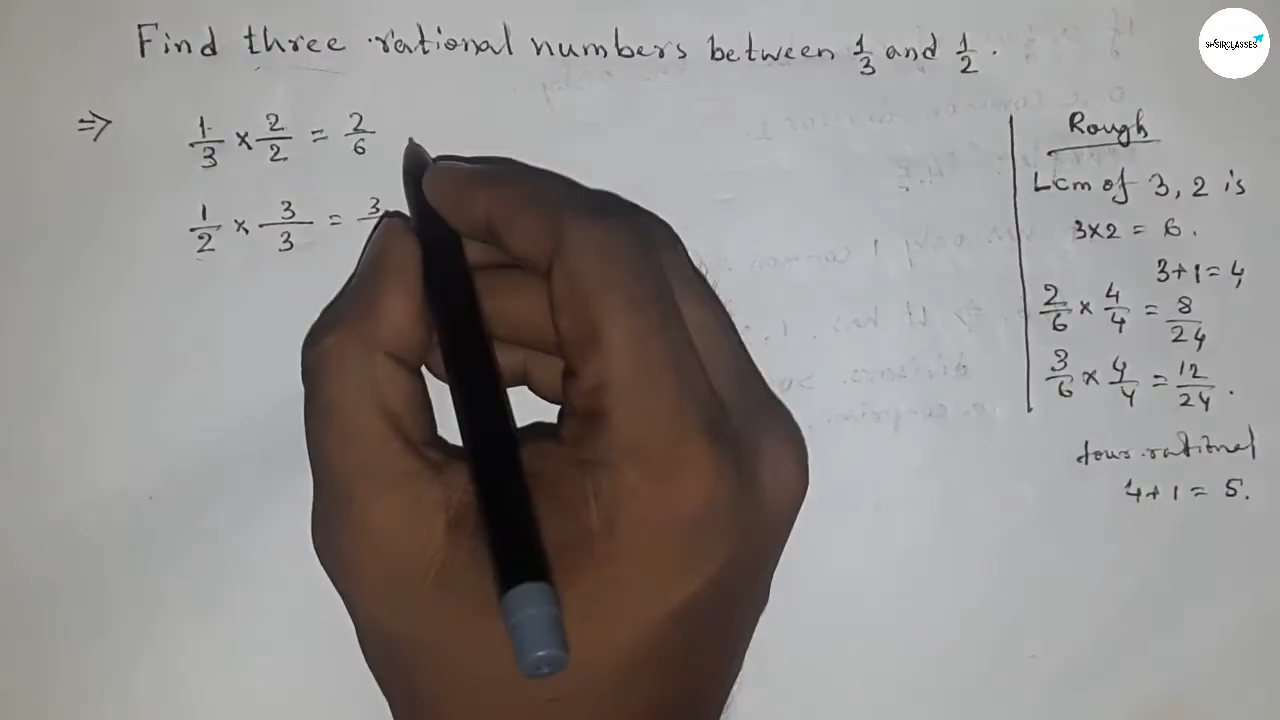 Find three rational numbers between 1/3 and 1/2.
SHSIRCLASSES
⇒ 1/3 × 2/2 = 2/6
1/2 × 3/3 = 3
Rough
Lcm of 3, 2 is
3×2 = 6.
3+1 = 4
2/6 × 4/4 = 8/24
3/6 × 4/4 = 12/24.
four rational
4+1 = 5.